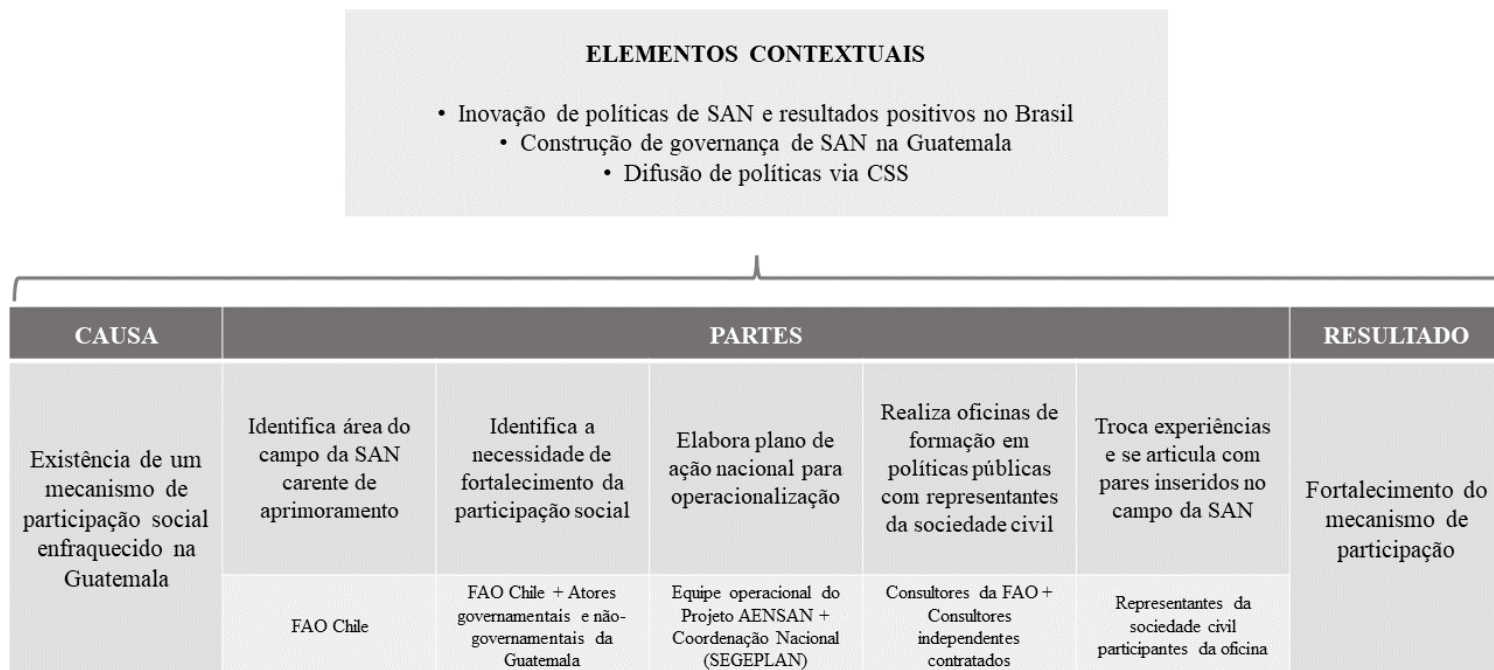 ELEMENTOS CONTEXTUAIS
• Inovação de políticas de SAN e resultados positivos no Brasil
• Construção de governança de SAN na Guatemala
• Difusão de políticas via CSS
CAUSA
PARTES
RESULTADO
Existência de um
mecanismo de
participação social
enfraquecido na
Guatemala
Identifica área do
campo da SAN
carente de
aprimoramento
Identifica a
necessidade de
fortalecimento da
participação social
Elabora plano de
ação nacional para
operacionalização
Realiza oficinas de
formação em
políticas públicas
com representantes
da sociedade civil
Troca experiências
e se articula com
pares inseridos no
campo da SAN
Fortalecimento do
mecanismo de
participação
FAO Chile
FAO Chile + Atores
governamentais e não-
governamentais da
Guatemala
Equipe operacional do
Projeto AENSAN +
Coordenação Nacional
(SEGEPLAN)
Consultores da FAO +
Consultores
independentes
contratados
Representantes da
sociedade civil
participantes da oficina